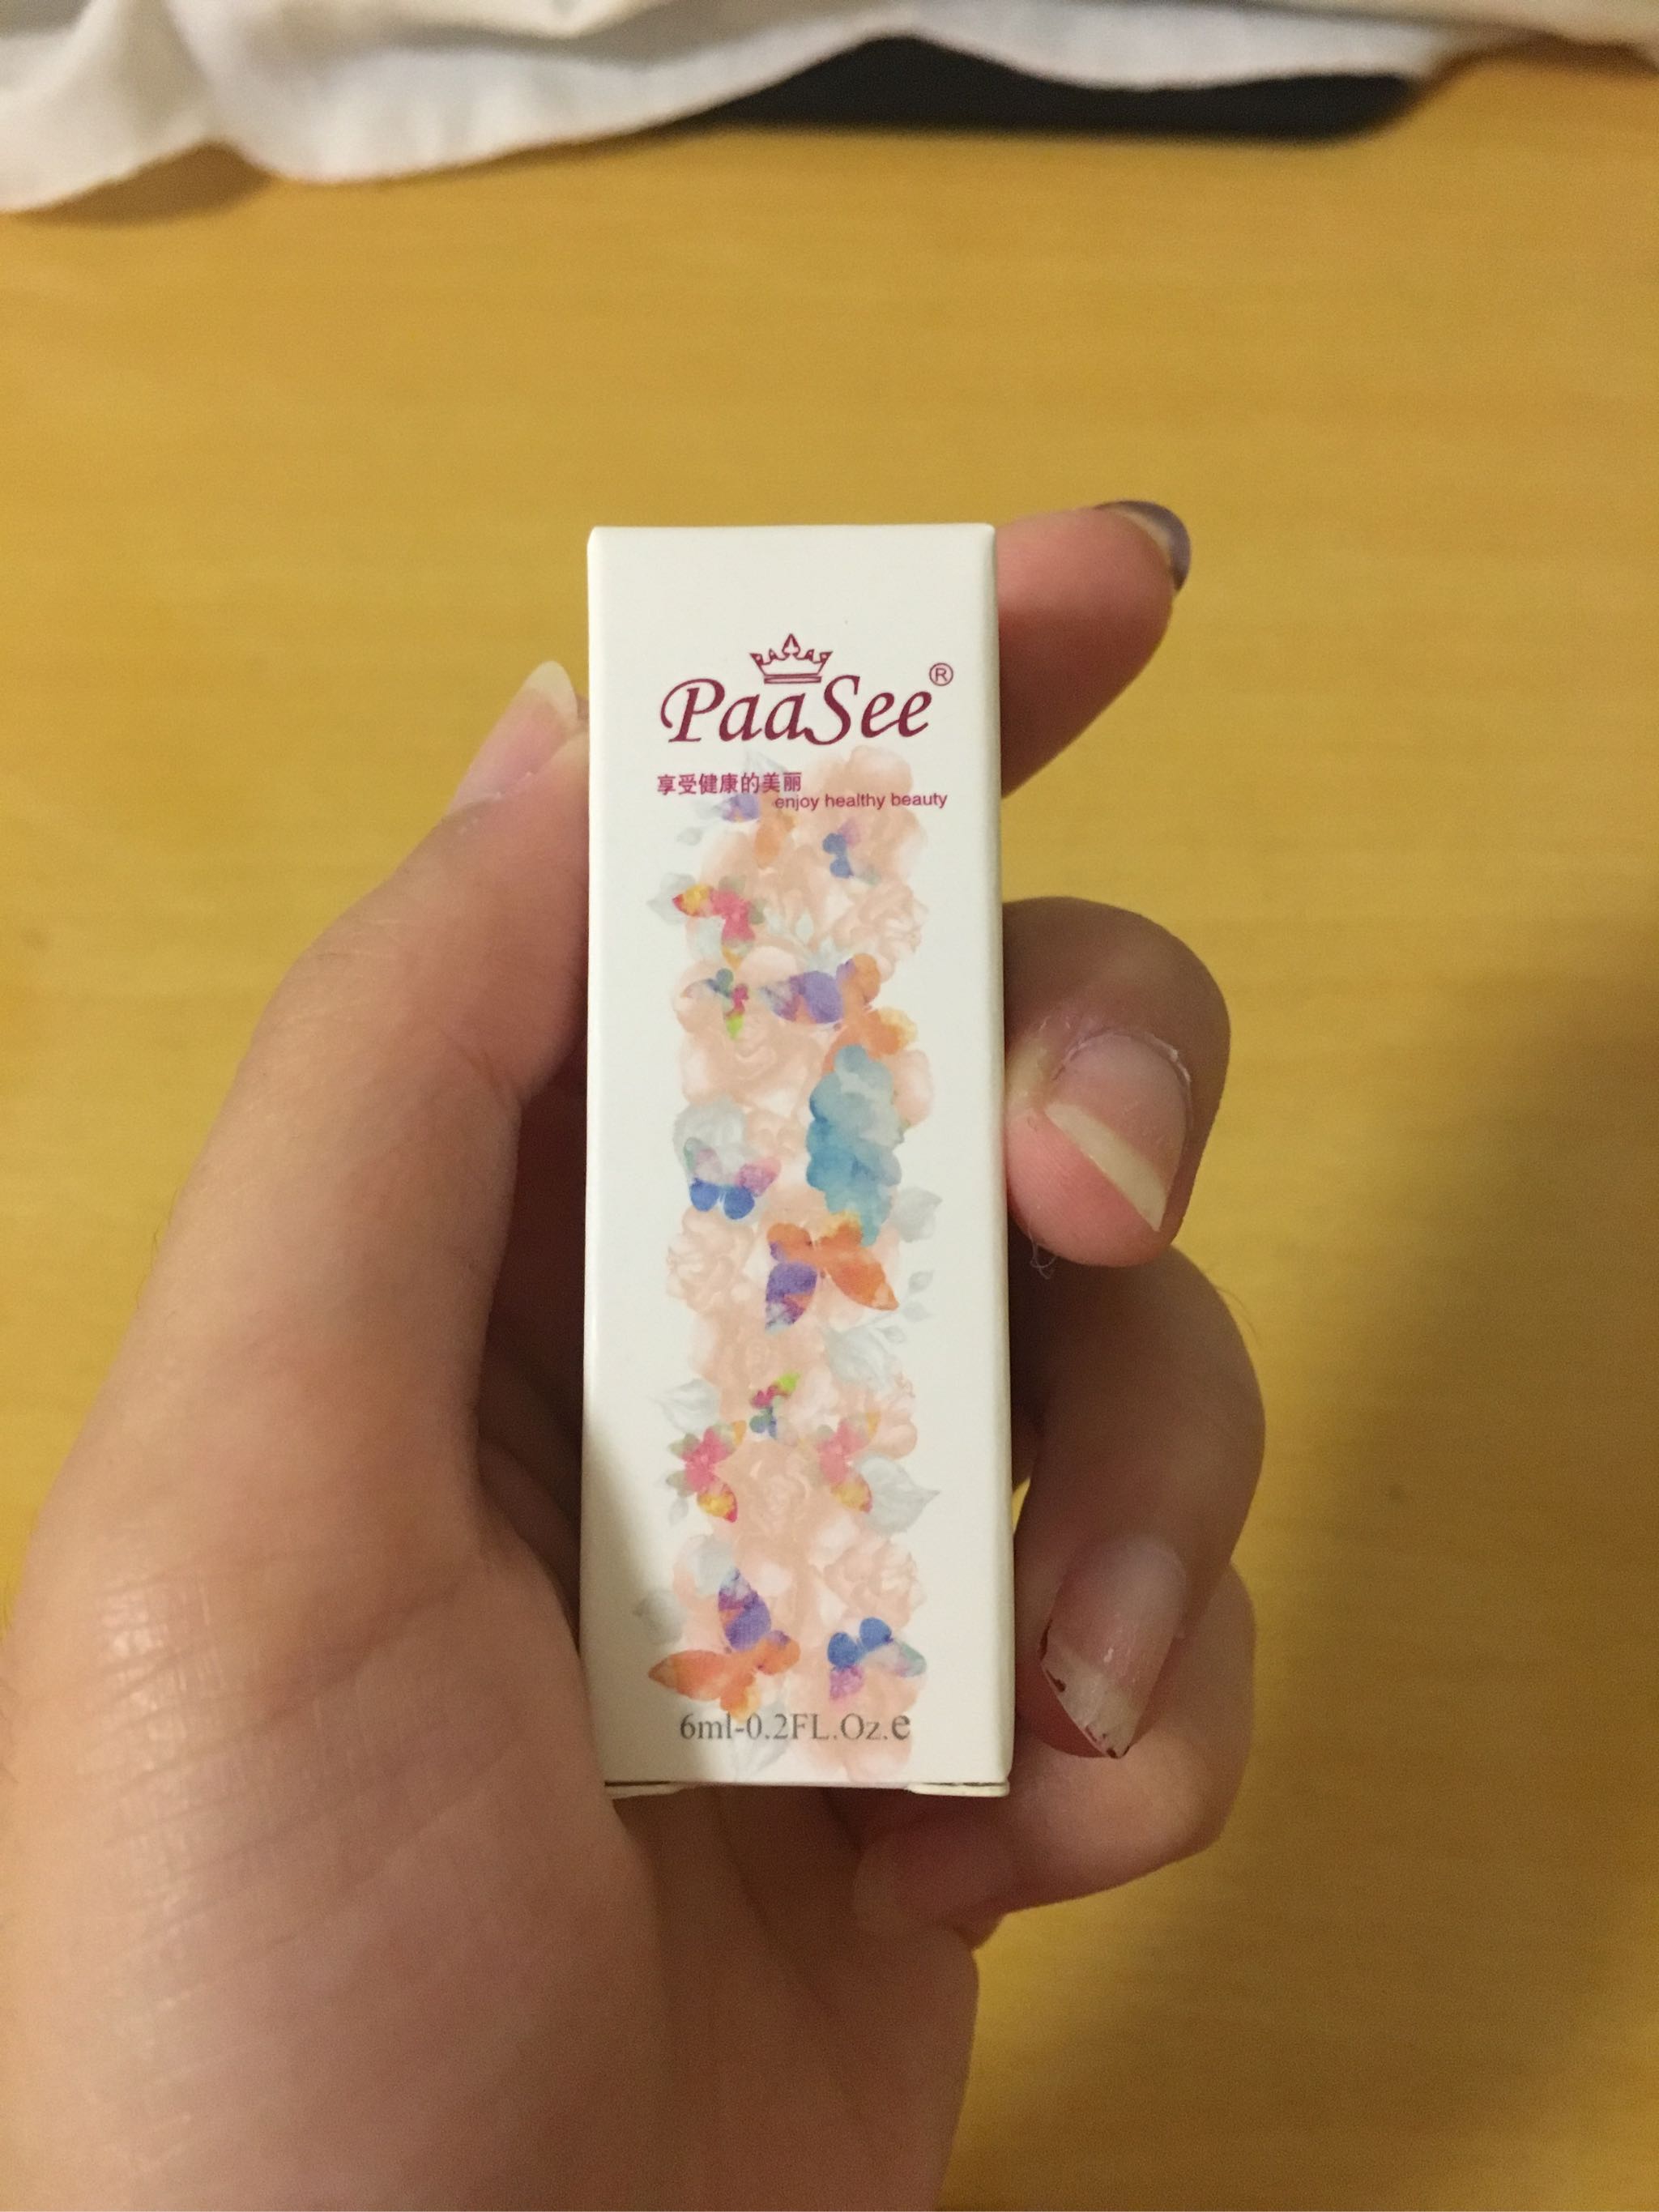 PaaSee®
享受健康的美丽
enjoy healthy beauty
6ml-0.2FL.Oz.e